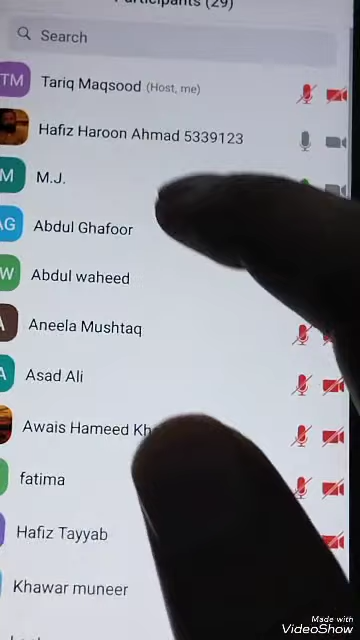 Participants (29)
Search
TM
Tariq Maqsood (Host, me)
Hafiz Haroon Ahmad 5339123
M
M.J.
AG
Abdul Ghafoor
W
Abdul waheed
A
Aneela Mushtaq
A
Asad Ali
Awais Hameed
fatima
Hafiz Tayyab
Khawar muneer
Made with
VideoShow